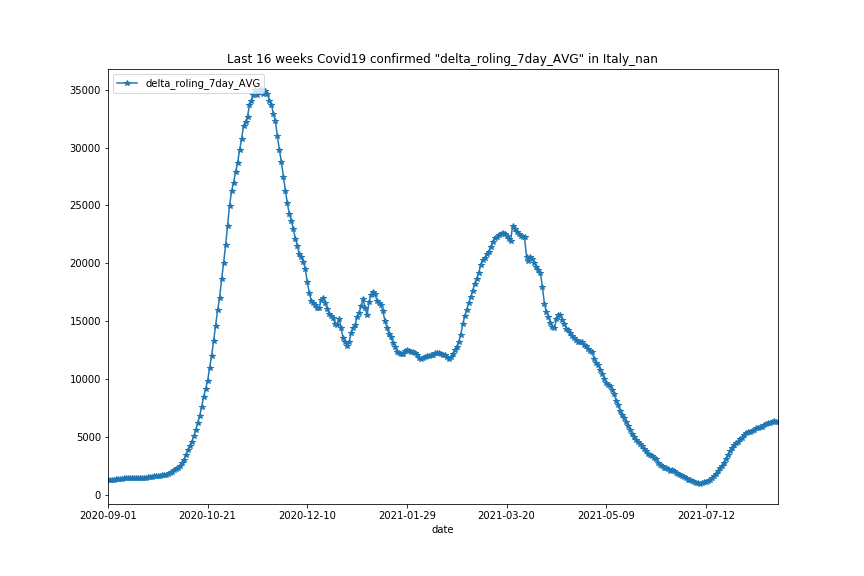 Last 16 weeks Covid19 confirmed "delta_roling_7day_AVG" in Italy_nan
delta_roling_7day_AVG
35000
30000
25000
20000
15000
10000
5000
0
2020-09-01 2020-10-21 2020-12-10 2021-01-29 2021-03-20 2021-05-09 2021-07-12
date